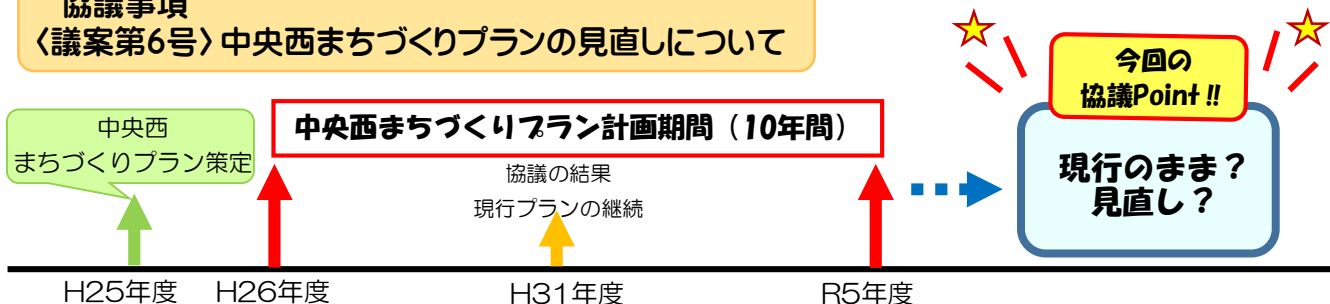 協議事項
〈議案第6号〉中央西まちづくりプランの見直しについて
今回の
協議Point!!
中央西
まちづくりプラン策定
中央西まちづくりプラン計画期間（10年間）
協議の結果
現行プランの継続
現行のまま？
見直し？
H25年度
H26年度
H31年度
R5年度